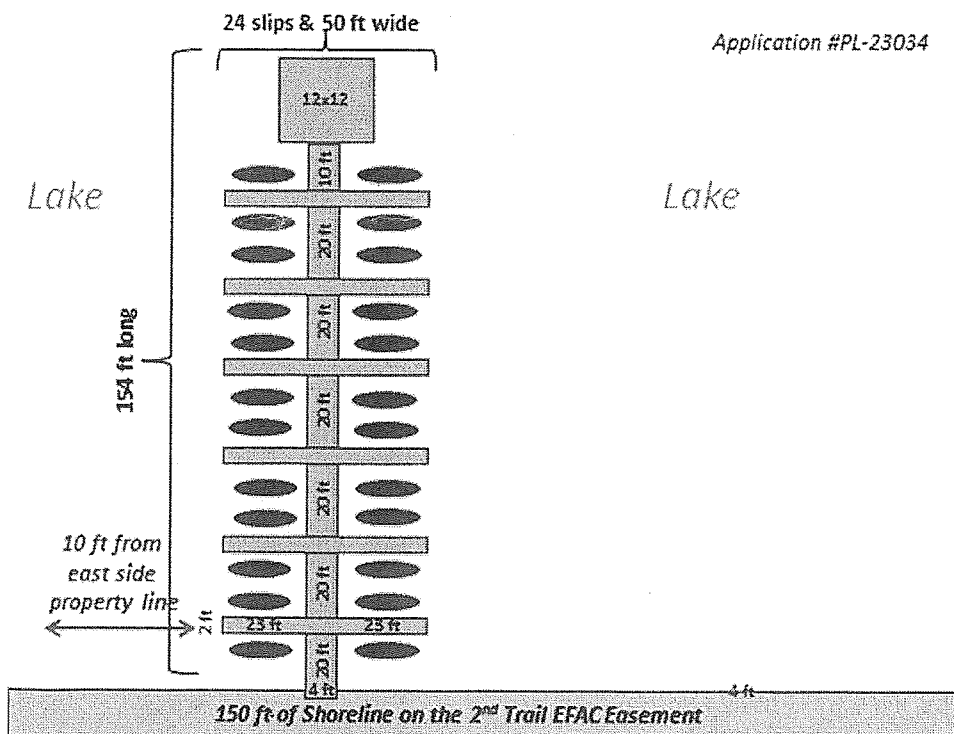 24 slips & 50 ft wide
Application #PL-23034
12x12
10 ft
Lake
Lake
20 ft
20 ft
154 ft long
20 ft
20 ft
10 ft from
east side
property line
20 ft
2 ft
23 ft
23 ft
20 ft
4 ft
4 ft
150 ft of Shoreline on the 2nd Trail EFAC Easement